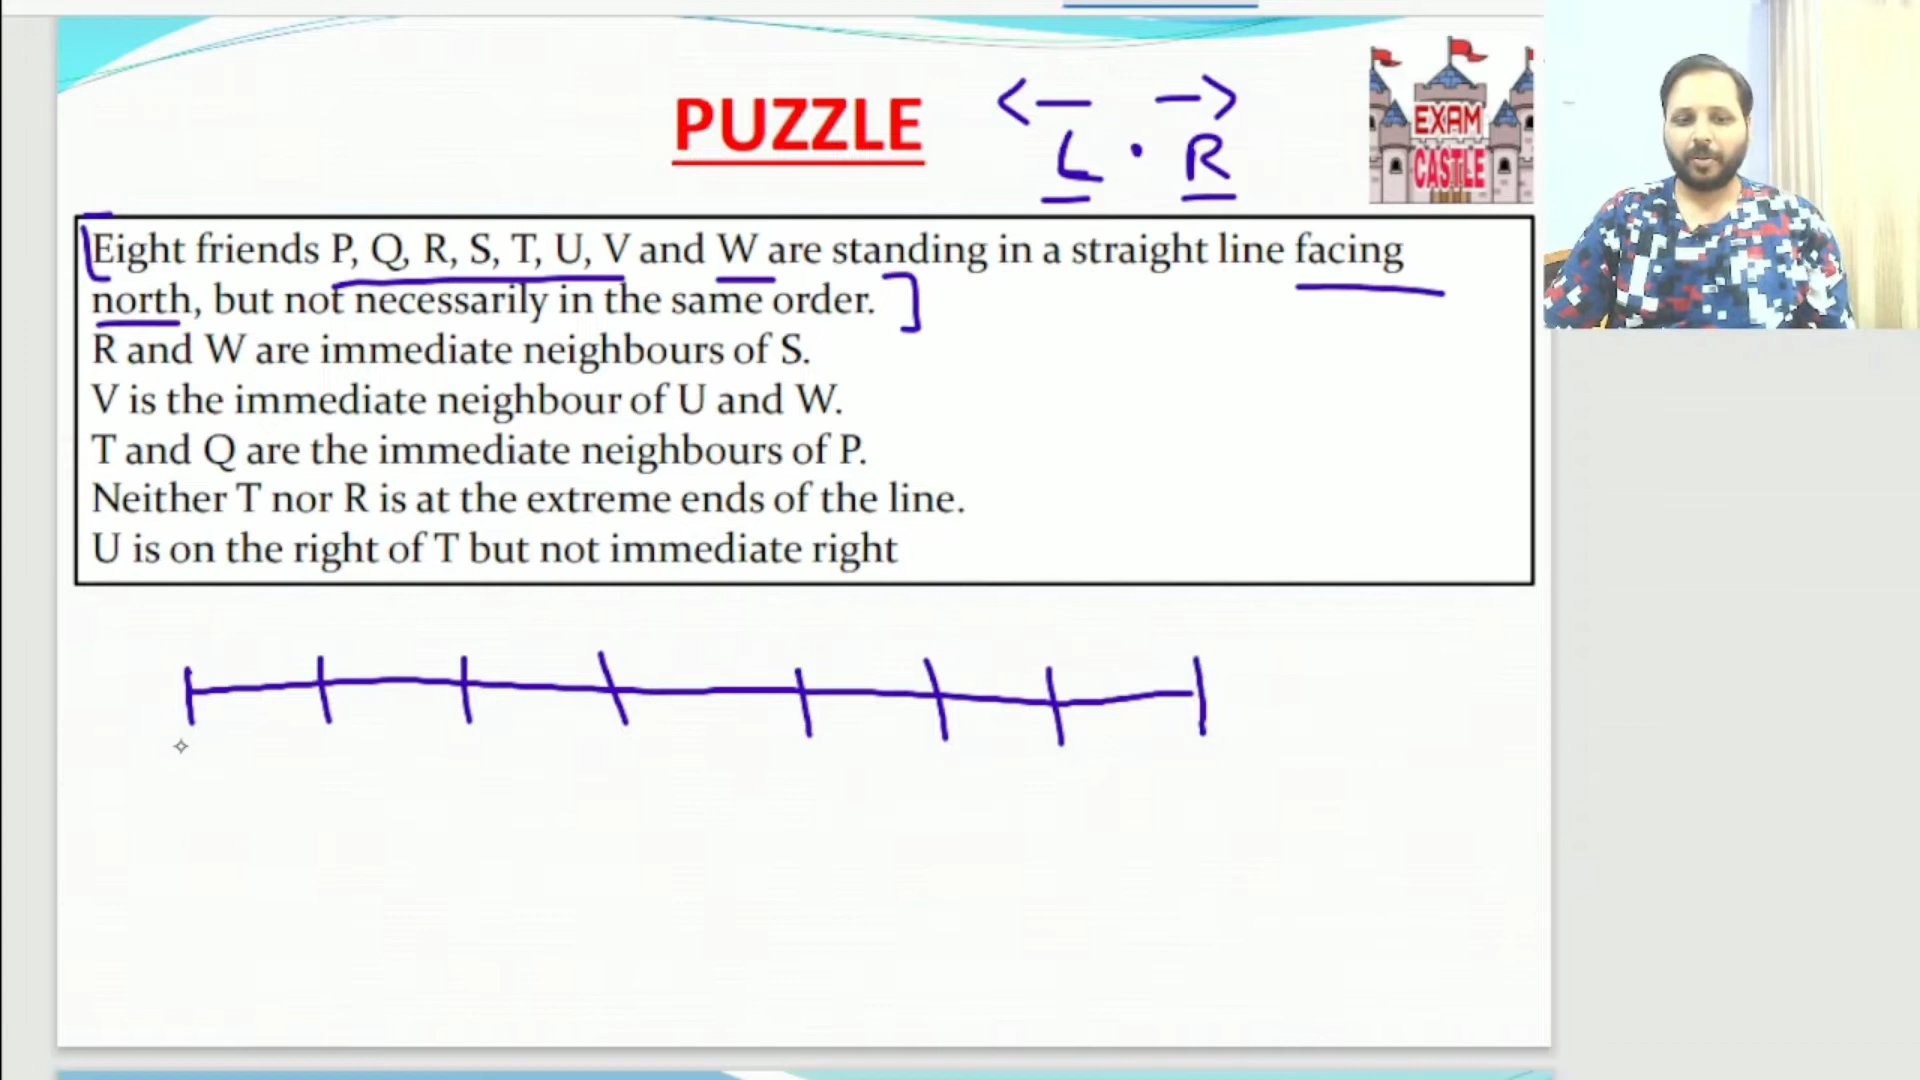 PUZZLE
<— —>
L . R
EXAM
CASTLE
Eight friends P, Q, R, S, T, U, V and W are standing in a straight line facing
north, but not necessarily in the same order.
R and W are immediate neighbours of S.
V is the immediate neighbour of U and W.
T and Q are the immediate neighbours of P.
Neither T nor R is at the extreme ends of the line.
U is on the right of T but not immediate right